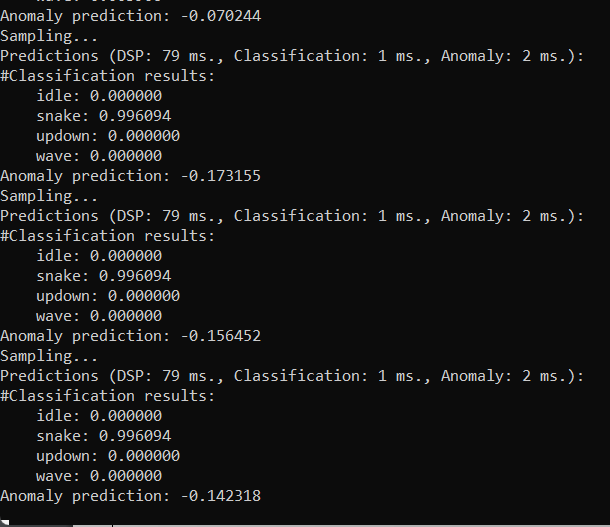 Anomaly prediction: -0.070244
Sampling...
Predictions (DSP: 79 ms., Classification: 1 ms., Anomaly: 2 ms.):
#Classification results:
    idle: 0.000000
    snake: 0.996094
    updown: 0.000000
    wave: 0.000000
Anomaly prediction: -0.173155
Sampling...
Predictions (DSP: 79 ms., Classification: 1 ms., Anomaly: 2 ms.):
#Classification results:
    idle: 0.000000
    snake: 0.996094
    updown: 0.000000
    wave: 0.000000
Anomaly prediction: -0.156452
Sampling...
Predictions (DSP: 79 ms., Classification: 1 ms., Anomaly: 2 ms.):
#Classification results:
    idle: 0.000000
    snake: 0.996094
    updown: 0.000000
    wave: 0.000000
Anomaly prediction: -0.142318